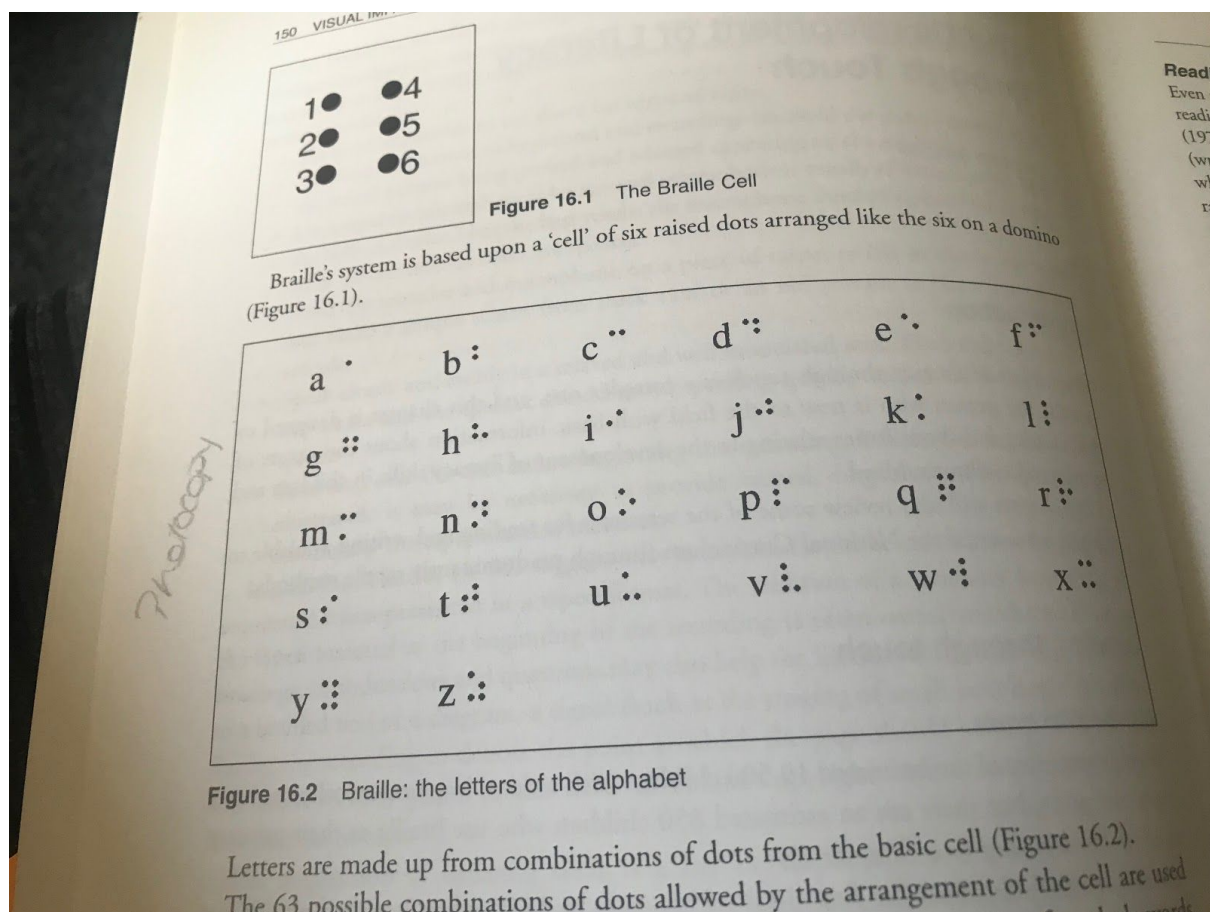 150 VISUAL
1 4
2 5
3 6
Figure 16.1 The Braille Cell
Braille's system is based upon a 'cell' of six raised dots arranged like the six on a domino
(Figure 16.1).
a ⠁ b ⠃ c ⠉ d ⠙ e ⠑ f ⠋
g ⠛ h ⠓ i ⠊ j ⠚ k ⠅ l ⠇
m ⠍ n ⠝ o ⠕ p ⠏ q ⠟ r ⠗
s ⠎ t ⠞ u ⠥ v ⠧ w ⠺ x ⠭
y ⠽ z ⠵
Figure 16.2 Braille: the letters of the alphabet
Letters are made up from combinations of dots from the basic cell (Figure 16.2).
The 63 possible combinations of dots allowed by the arrangement of the cell are used
words
Photocopy
Read
Even
readi
(19